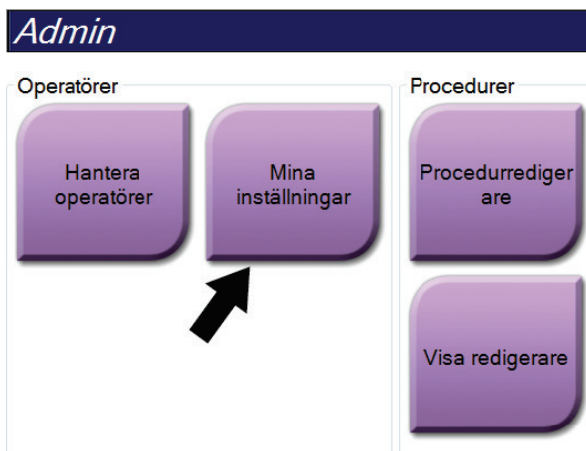 Admin
Operatörer
Hantera
operatörer
Mina
inställningar
Procedurer
Procedurrediger
are
Visa redigerare